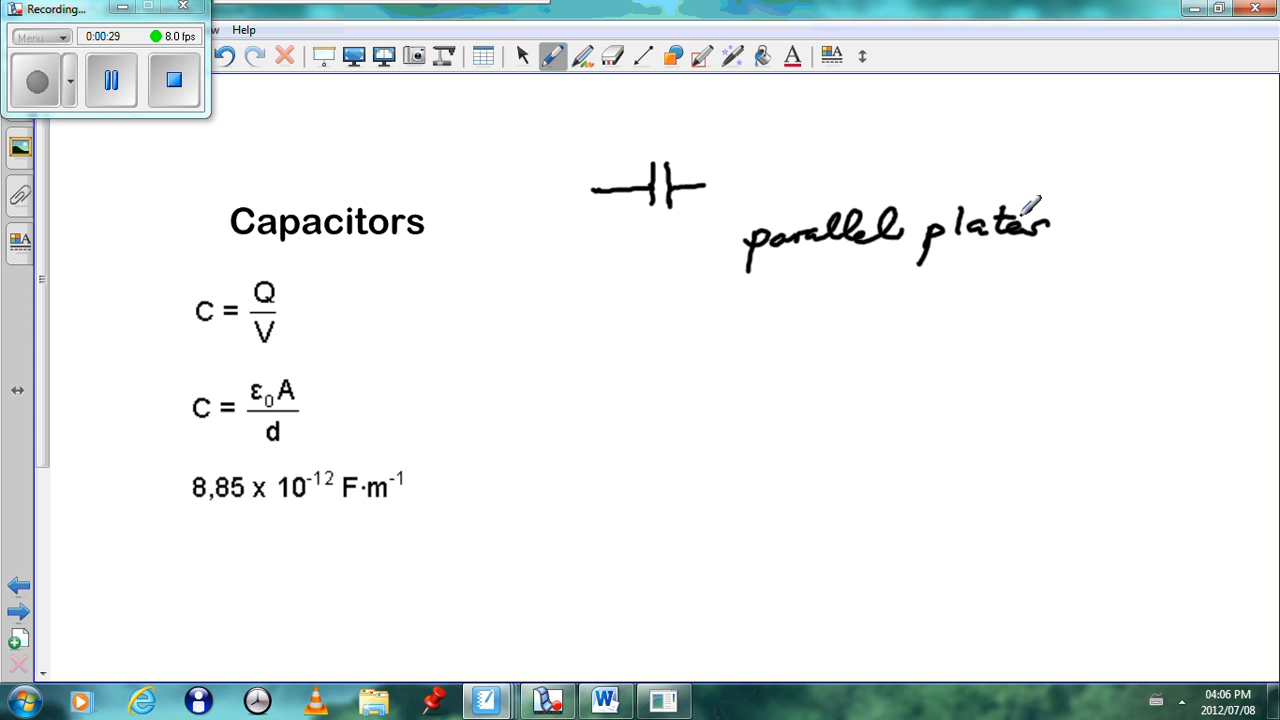 Recording...
Menu 0:00:29 8.0 fps
Help
parallel plates
Capacitors
C = Q/V
C = ε₀A/d
8,85 x 10⁻¹² F·m⁻¹
04:06 PM
2012/07/08